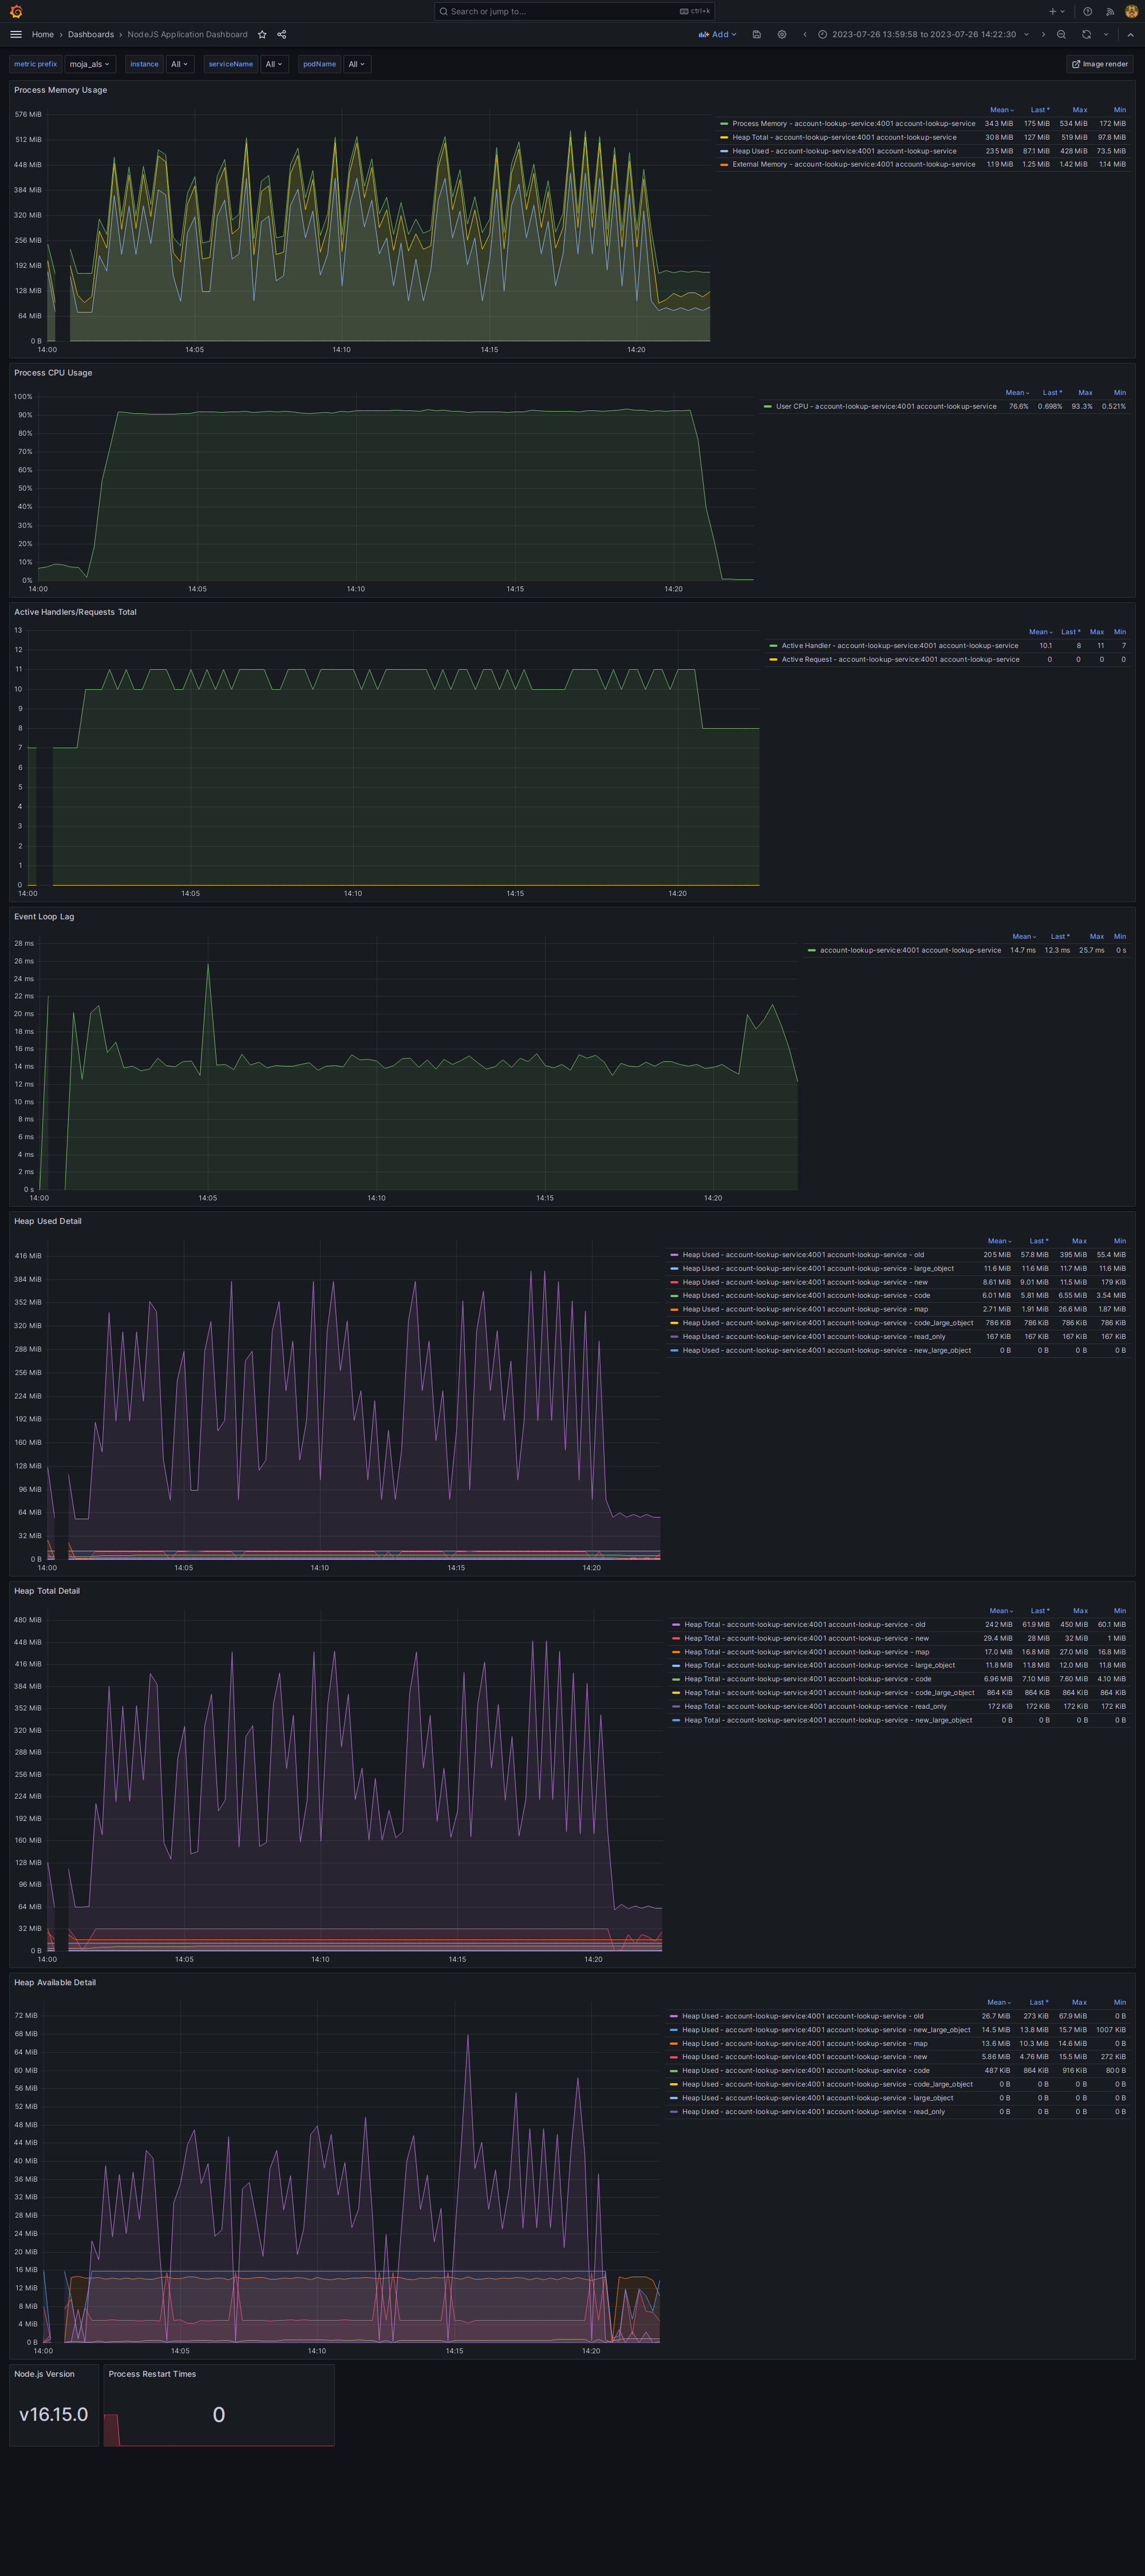 Search or jump to... ctrl+k
Home › Dashboards › NodeJS Application Dashboard Add 2023-07-26 13:59:58 to 2023-07-26 14:22:30
metric prefix moja_als instance All serviceName All podName All Image render
Process Memory Usage
Mean Last * Max Min
Process Memory - account-lookup-service:4001 account-lookup-service 343 MiB 175 MiB 534 MiB 172 MiB
Heap Total - account-lookup-service:4001 account-lookup-service 308 MiB 127 MiB 519 MiB 97.8 MiB
Heap Used - account-lookup-service:4001 account-lookup-service 235 MiB 87.1 MiB 428 MiB 73.5 MiB
External Memory - account-lookup-service:4001 account-lookup-service 1.19 MiB 1.25 MiB 1.42 MiB 1.14 MiB
576 MiB
512 MiB
448 MiB
384 MiB
320 MiB
256 MiB
192 MiB
128 MiB
64 MiB
0 B
14:00 14:05 14:10 14:15 14:20
Process CPU Usage
Mean Last * Max Min
User CPU - account-lookup-service:4001 account-lookup-service 76.6% 0.698% 93.3% 0.521%
100%
90%
80%
70%
60%
50%
40%
30%
20%
10%
0%
14:00 14:05 14:10 14:15 14:20
Active Handlers/Requests Total
Mean Last * Max Min
Active Handler - account-lookup-service:4001 account-lookup-service 10.1 8 11 7
Active Request - account-lookup-service:4001 account-lookup-service 0 0 0 0
13
12
11
10
9
8
7
6
5
4
3
2
1
0
14:00 14:05 14:10 14:15 14:20
Event Loop Lag
Mean Last * Max Min
account-lookup-service:4001 account-lookup-service 14.7 ms 12.3 ms 25.7 ms 0 s
28 ms
26 ms
24 ms
22 ms
20 ms
18 ms
16 ms
14 ms
12 ms
10 ms
8 ms
6 ms
4 ms
2 ms
0 s
14:00 14:05 14:10 14:15 14:20
Heap Used Detail
Mean Last * Max Min
Heap Used - account-lookup-service:4001 account-lookup-service - old 205 MiB 57.8 MiB 395 MiB 55.4 MiB
Heap Used - account-lookup-service:4001 account-lookup-service - large_object 11.6 MiB 11.6 MiB 11.7 MiB 11.6 MiB
Heap Used - account-lookup-service:4001 account-lookup-service - new 8.61 MiB 9.01 MiB 11.5 MiB 179 KiB
Heap Used - account-lookup-service:4001 account-lookup-service - code 6.01 MiB 5.81 MiB 6.55 MiB 3.54 MiB
Heap Used - account-lookup-service:4001 account-lookup-service - map 2.71 MiB 1.91 MiB 26.6 MiB 1.87 MiB
Heap Used - account-lookup-service:4001 account-lookup-service - code_large_object 786 KiB 786 KiB 786 KiB 786 KiB
Heap Used - account-lookup-service:4001 account-lookup-service - read_only 167 KiB 167 KiB 167 KiB 167 KiB
Heap Used - account-lookup-service:4001 account-lookup-service - new_large_object 0 B 0 B 0 B 0 B
416 MiB
384 MiB
352 MiB
320 MiB
288 MiB
256 MiB
224 MiB
192 MiB
160 MiB
128 MiB
96 MiB
64 MiB
32 MiB
0 B
14:00 14:05 14:10 14:15 14:20
Heap Total Detail
Mean Last * Max Min
Heap Total - account-lookup-service:4001 account-lookup-service - old 242 MiB 61.9 MiB 450 MiB 60.1 MiB
Heap Total - account-lookup-service:4001 account-lookup-service - new 29.4 MiB 28 MiB 32 MiB 1 MiB
Heap Total - account-lookup-service:4001 account-lookup-service - map 17.0 MiB 16.8 MiB 27.0 MiB 16.8 MiB
Heap Total - account-lookup-service:4001 account-lookup-service - large_object 11.8 MiB 11.8 MiB 12.0 MiB 11.8 MiB
Heap Total - account-lookup-service:4001 account-lookup-service - code 6.96 MiB 7.10 MiB 7.60 MiB 4.10 MiB
Heap Total - account-lookup-service:4001 account-lookup-service - code_large_object 864 KiB 864 KiB 864 KiB 864 KiB
Heap Total - account-lookup-service:4001 account-lookup-service - read_only 172 KiB 172 KiB 172 KiB 172 KiB
Heap Total - account-lookup-service:4001 account-lookup-service - new_large_object 0 B 0 B 0 B 0 B
480 MiB
448 MiB
416 MiB
384 MiB
352 MiB
320 MiB
288 MiB
256 MiB
224 MiB
192 MiB
160 MiB
128 MiB
96 MiB
64 MiB
32 MiB
0 B
14:00 14:05 14:10 14:15 14:20
Heap Available Detail
Mean Last * Max Min
Heap Used - account-lookup-service:4001 account-lookup-service - old 26.7 MiB 273 KiB 67.9 MiB 0 B
Heap Used - account-lookup-service:4001 account-lookup-service - new_large_object 14.5 MiB 13.8 MiB 15.7 MiB 1007 KiB
Heap Used - account-lookup-service:4001 account-lookup-service - map 13.6 MiB 10.3 MiB 14.6 MiB 0 B
Heap Used - account-lookup-service:4001 account-lookup-service - new 5.86 MiB 4.76 MiB 15.5 MiB 272 KiB
Heap Used - account-lookup-service:4001 account-lookup-service - code 487 KiB 864 KiB 916 KiB 800 B
Heap Used - account-lookup-service:4001 account-lookup-service - code_large_object 0 B 0 B 0 B 0 B
Heap Used - account-lookup-service:4001 account-lookup-service - large_object 0 B 0 B 0 B 0 B
Heap Used - account-lookup-service:4001 account-lookup-service - read_only 0 B 0 B 0 B 0 B
72 MiB
68 MiB
64 MiB
60 MiB
56 MiB
52 MiB
48 MiB
44 MiB
40 MiB
36 MiB
32 MiB
28 MiB
24 MiB
20 MiB
16 MiB
12 MiB
8 MiB
4 MiB
0 B
14:00 14:05 14:10 14:15 14:20
Node.js Version Process Restart Times
v16.15.0 0